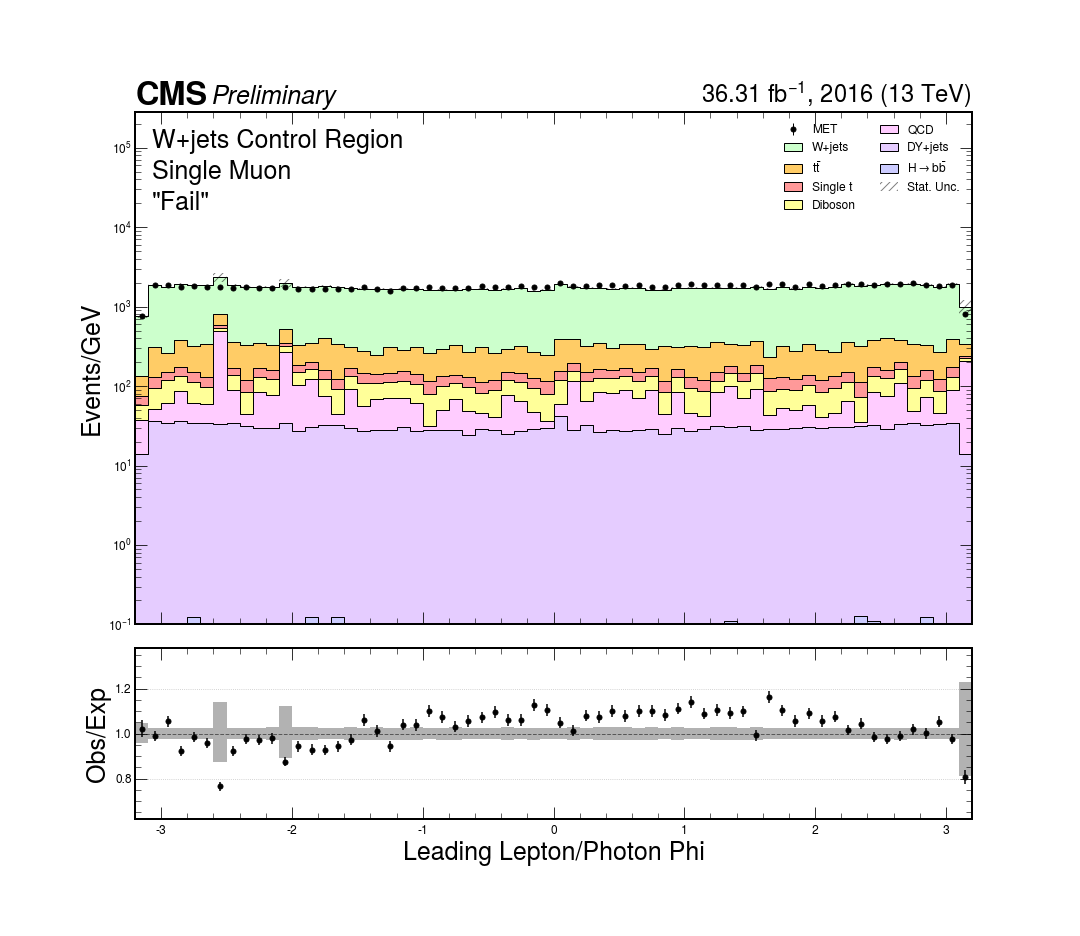 CMS Preliminary
36.31 fb⁻¹, 2016 (13 TeV)
W+jets Control Region
Single Muon
"Fail"
MET
W+jets
tt̄
Single t
Diboson
QCD
DY+jets
H→bb̄
Stat. Unc.
Events/GeV
10⁵
10⁴
10³
10²
10¹
10⁰
10⁻¹
Obs/Exp
1.2
1.0
0.8
-3 -2 -1 0 1 2 3
Leading Lepton/Photon Phi